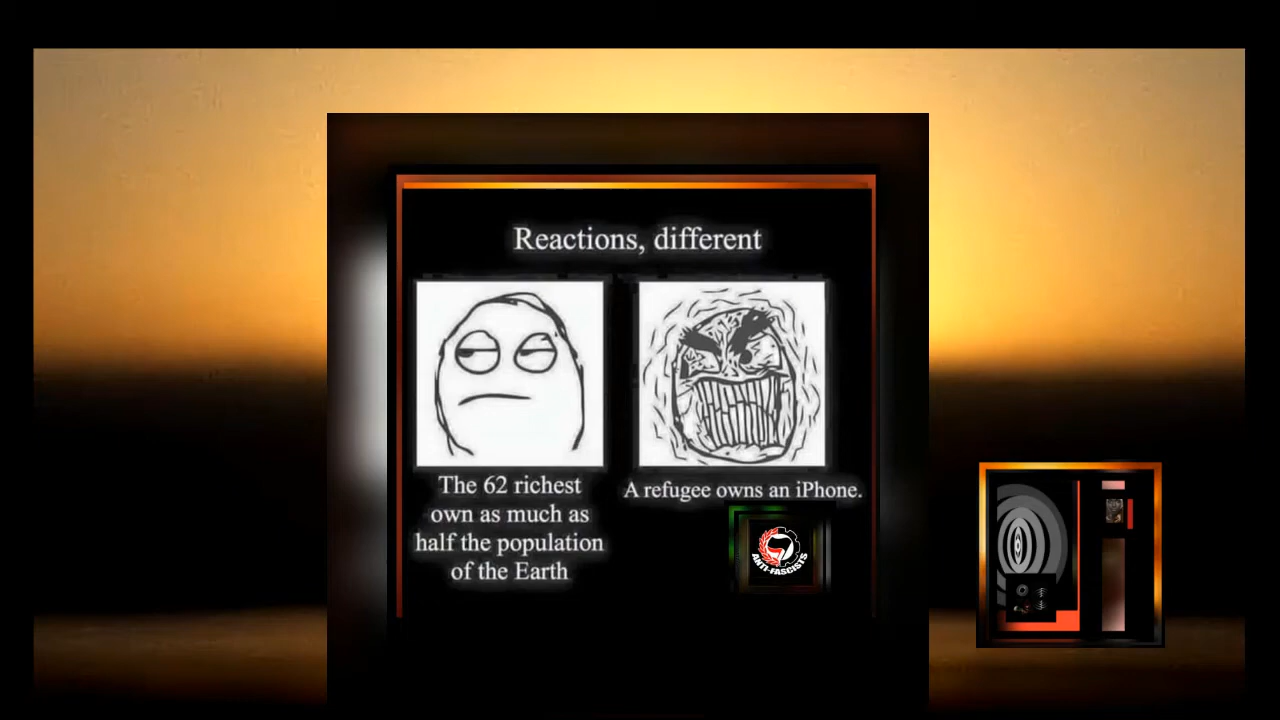 Reactions, different
The 62 richest
own as much as
half the population
of the Earth
A refugee owns an iPhone.
ANTI-FASCISTS